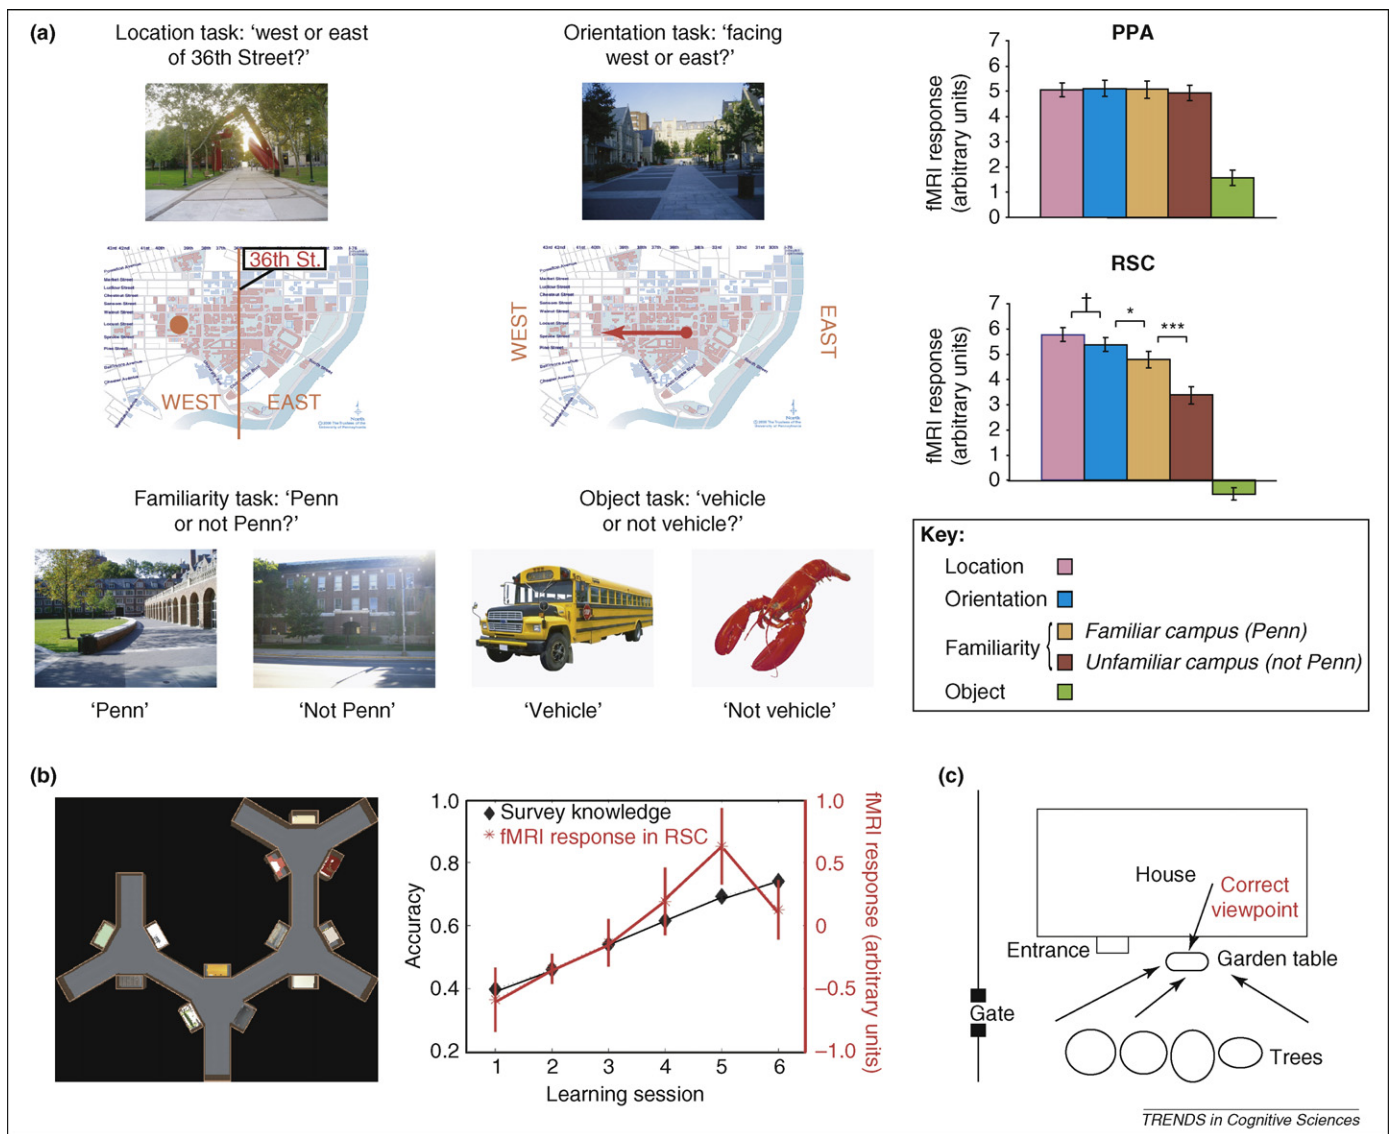 (a)
Location task: ‘west or east
of 36th Street?’
Orientation task: ‘facing
west or east?’
36th St.
WEST
EAST
WEST
EAST
Familiarity task: ‘Penn
or not Penn?’
Object task: ‘vehicle
or not vehicle?’
‘Penn’
‘Not Penn’
‘Vehicle’
‘Not vehicle’
PPA
fMRI response
(arbitrary units)
7
6
5
4
3
2
1
0
RSC
fMRI response
(arbitrary units)
7
6
5
4
3
2
1
0
†
*
***
Key:
Location
Orientation
Familiarity
Familiar campus (Penn)
Unfamiliar campus (not Penn)
Object
(b)
Accuracy
1.0
0.8
0.6
0.4
0.2
Survey knowledge
fMRI response in RSC
1.0
0.5
0
−0.5
−1.0
fMRI response (arbitrary units)
1 2 3 4 5 6
Learning session
(c)
House
Correct
viewpoint
Entrance
Garden table
Gate
Trees
TRENDS in Cognitive Sciences